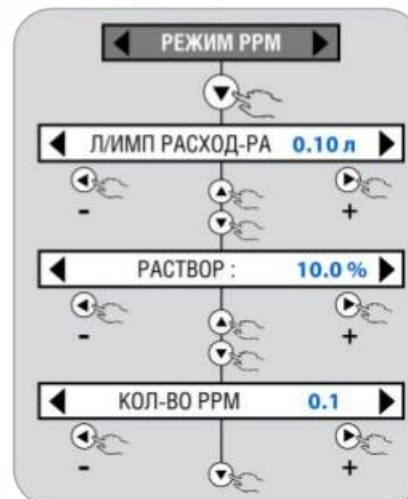 РЕЖИМ PPM
Л/ИМП РАСХОД-РА 0.10 л
- +
РАСТВОР : 10.0 %
- +
КОЛ-ВО PPM 0.1
- +